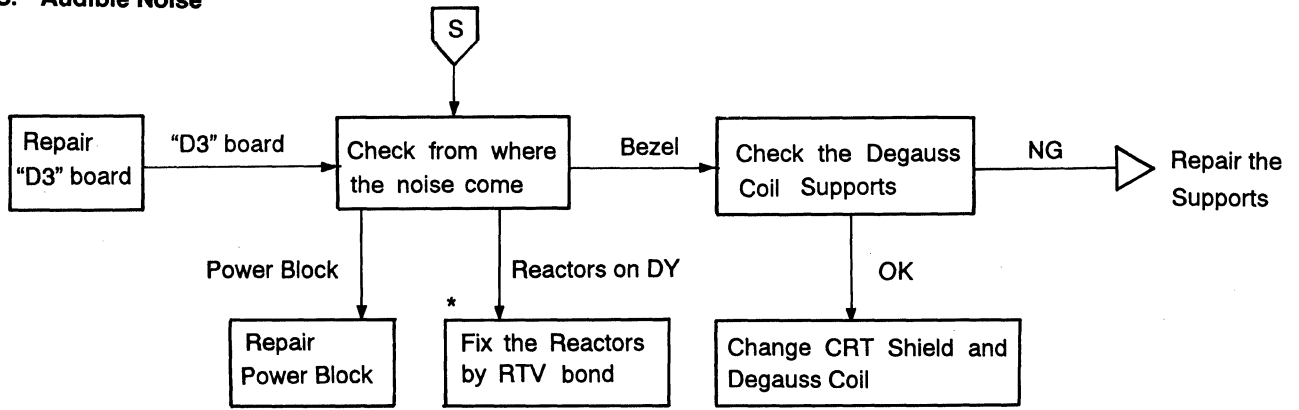 Audible Noise
S
Repair
“D3” board
“D3” board
Check from where
the noise come
Bezel
Check the Degauss
Coil Supports
NG
Repair the
Supports
Power Block
Reactors on DY
OK
*
Repair
Power Block
Fix the Reactors
by RTV bond
Change CRT Shield and
Degauss Coil